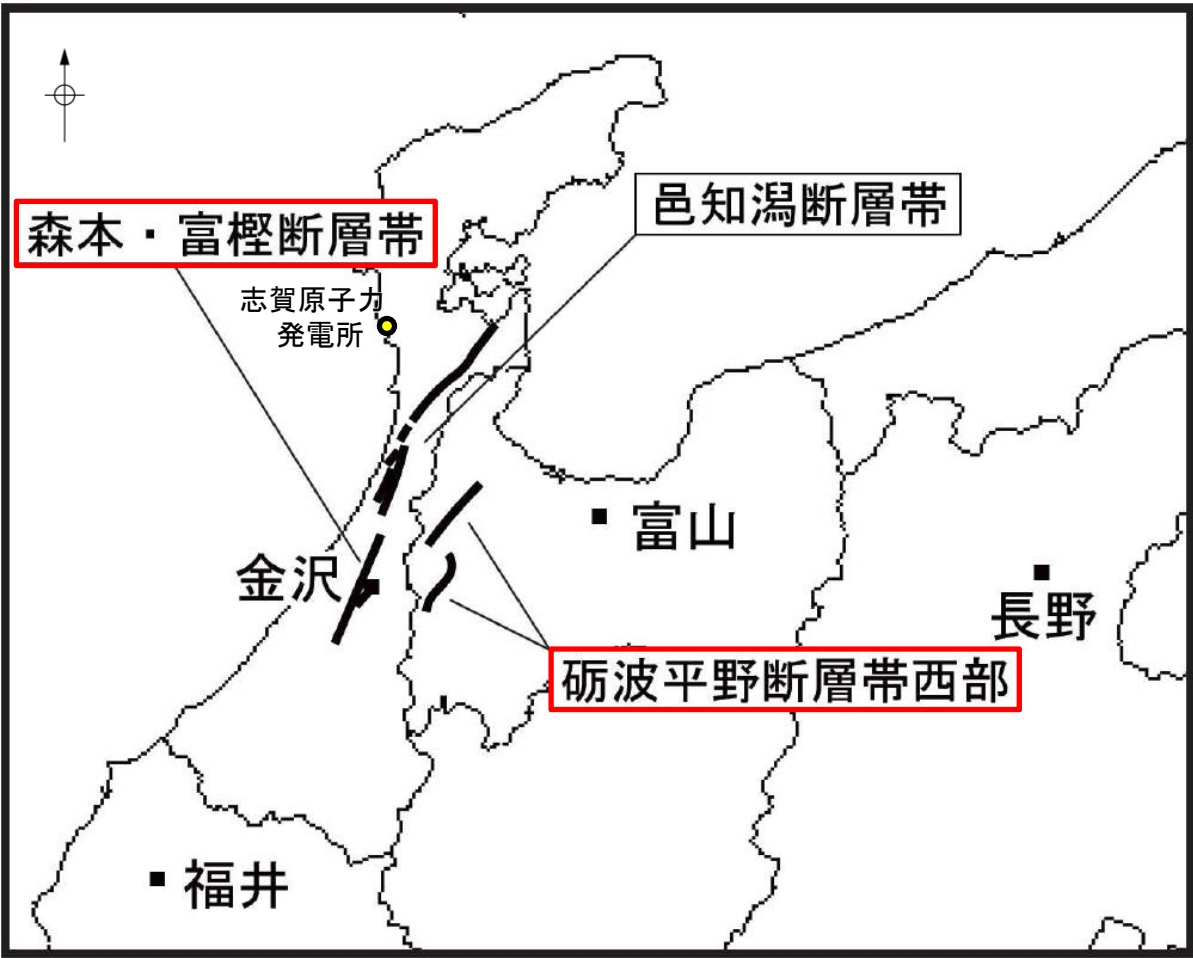 邑知潟断層帯
森本・富樫断層帯
志賀原子力
発電所
富山
金沢
長野
砺波平野断層帯西部
福井